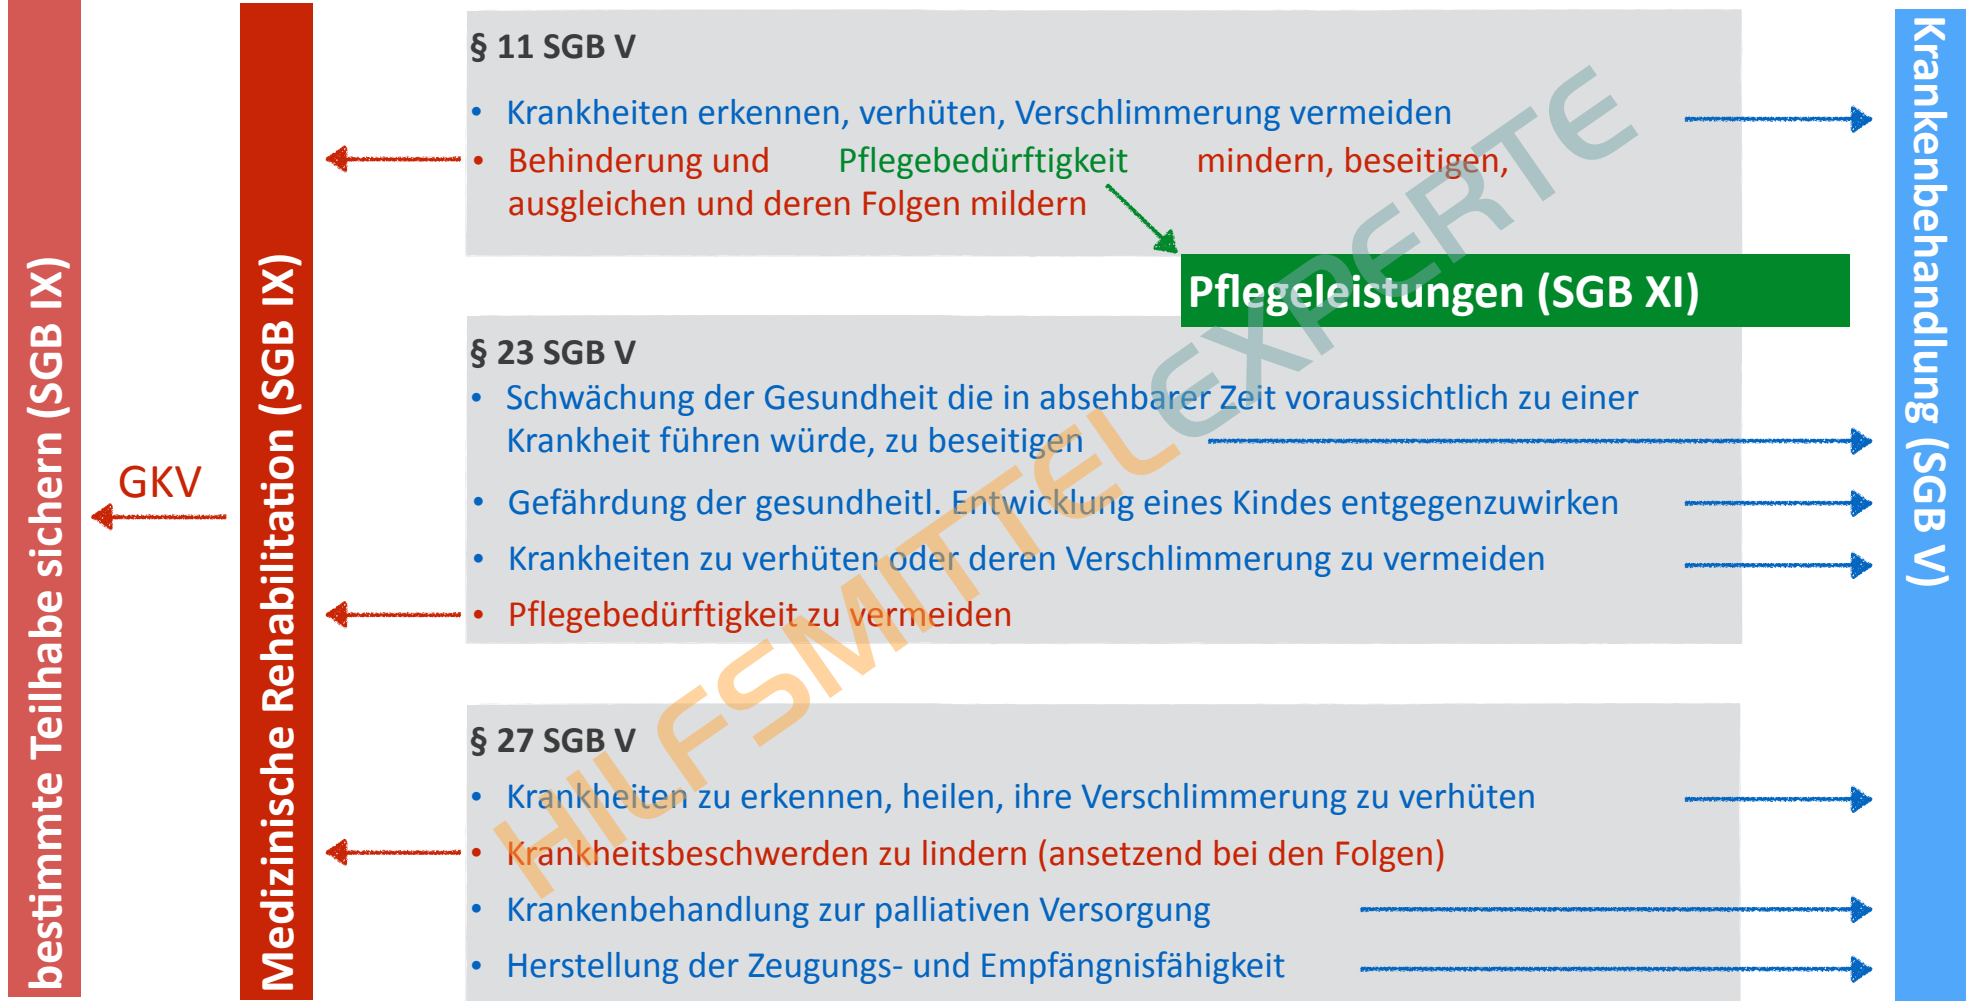 bestimmte Teilhabe sichern (SGB IX)
GKV
Medizinische Rehabilitation (SGB IX)
§ 11 SGB V
• Krankheiten erkennen, verhüten, Verschlimmerung vermeiden
• Behinderung und Pflegebedürftigkeit mindern, beseitigen,
ausgleichen und deren Folgen mildern
Pflegeleistungen (SGB XI)
§ 23 SGB V
• Schwächung der Gesundheit die in absehbarer Zeit voraussichtlich zu einer
Krankheit führen würde, zu beseitigen
• Gefährdung der gesundheitl. Entwicklung eines Kindes entgegenzuwirken
• Krankheiten zu verhüten oder deren Verschlimmerung zu vermeiden
• Pflegebedürftigkeit zu vermeiden
§ 27 SGB V
• Krankheiten zu erkennen, heilen, ihre Verschlimmerung zu verhüten
• Krankheitsbeschwerden zu lindern (ansetzend bei den Folgen)
• Krankenbehandlung zur palliativen Versorgung
• Herstellung der Zeugungs- und Empfängnisfähigkeit
Krankenbehandlung (SGB V)
HILFSMITTELEXPERTE